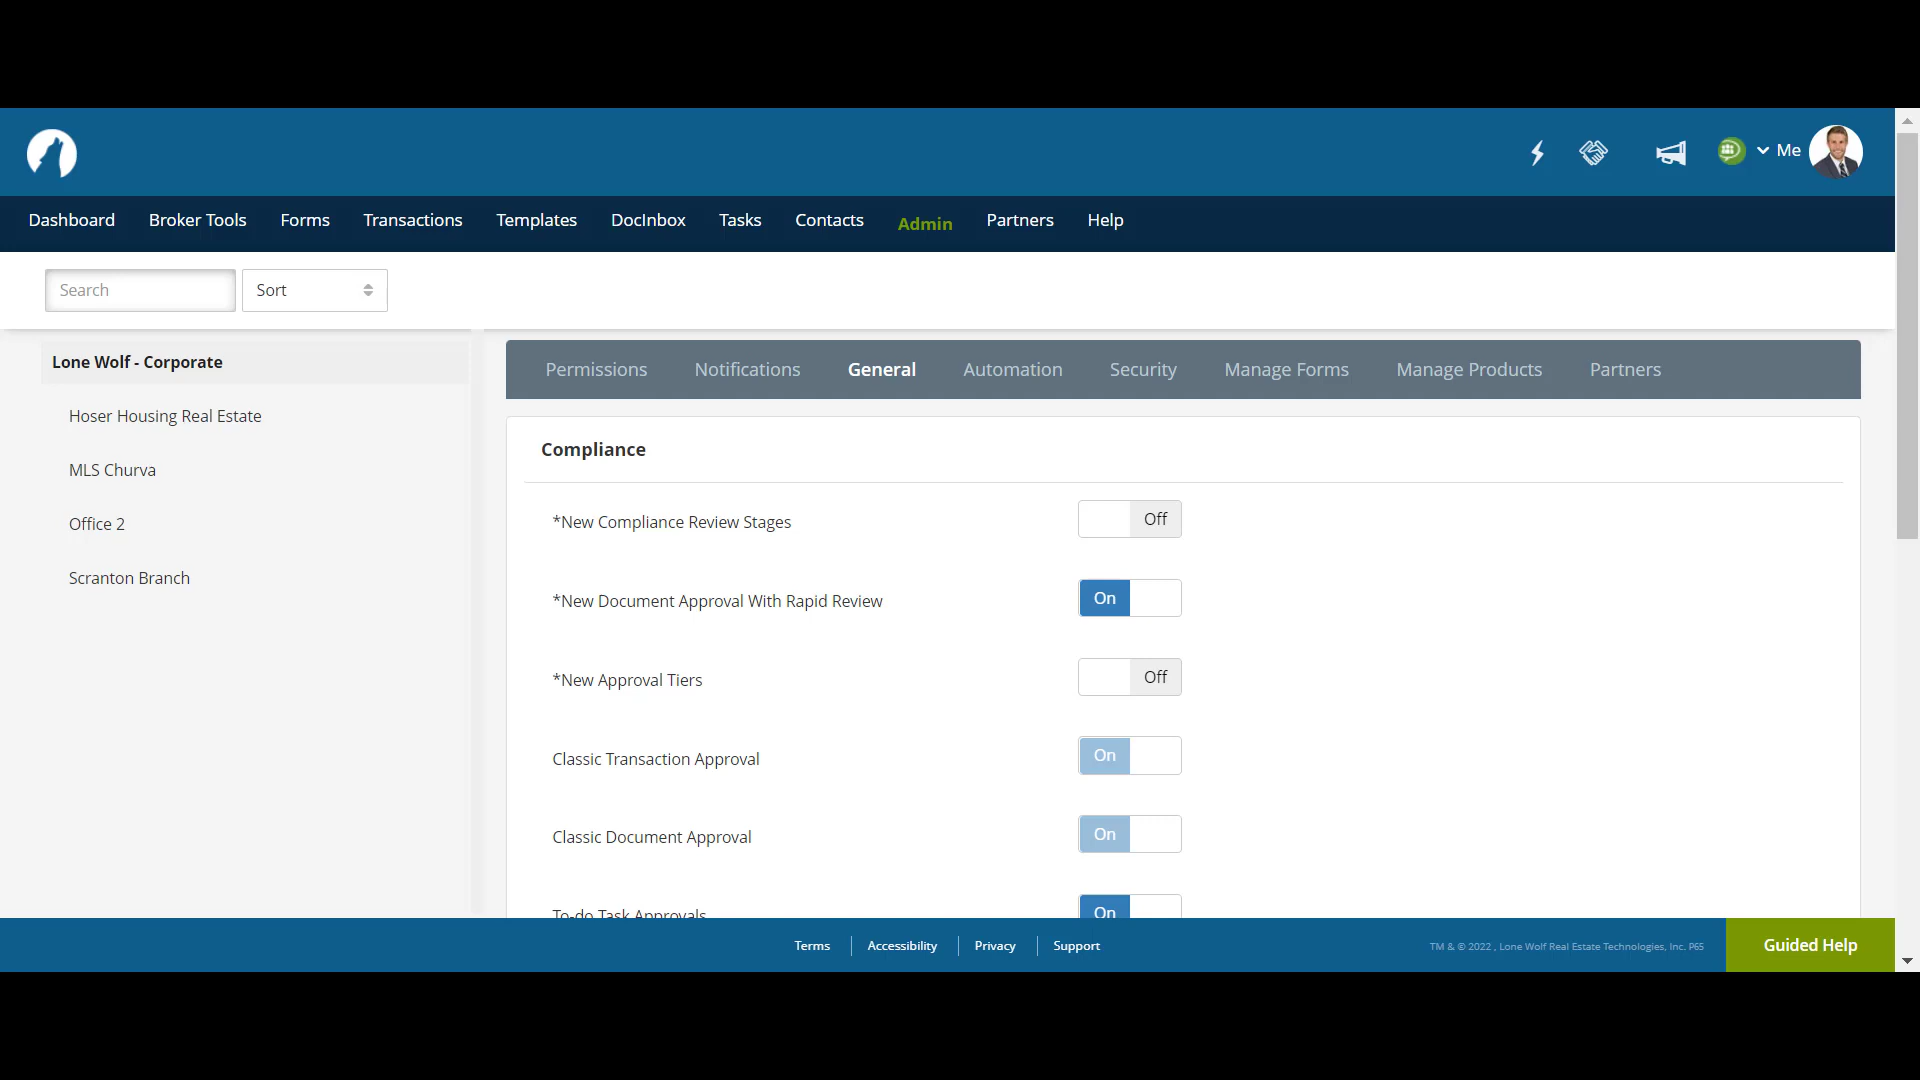 Me
Dashboard Broker Tools Forms Transactions Templates DocInbox Tasks Contacts Admin Partners Help
Search Sort
Lone Wolf - Corporate
Hoser Housing Real Estate
MLS Churva
Office 2
Scranton Branch
Permissions Notifications General Automation Security Manage Forms Manage Products Partners
Compliance
*New Compliance Review Stages Off
*New Document Approval With Rapid Review On
*New Approval Tiers Off
Classic Transaction Approval On
Classic Document Approval On
To-do Task Approvals On
Terms Accessibility Privacy Support TM & © 2022 , Lone Wolf Real Estate Technologies, Inc. P65 Guided Help